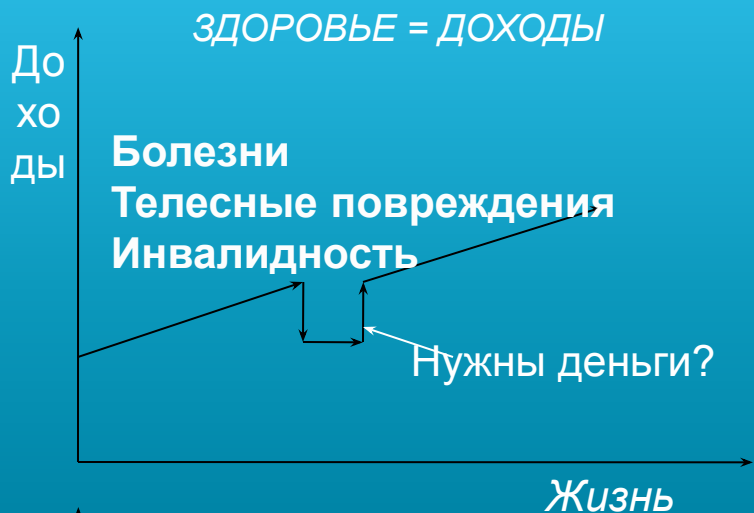 ЗДОРОВЬЕ = ДОХОДЫ
До
хо
ды
Болезни
Телесные повреждения
Инвалидность
Нужны деньги?
Жизнь